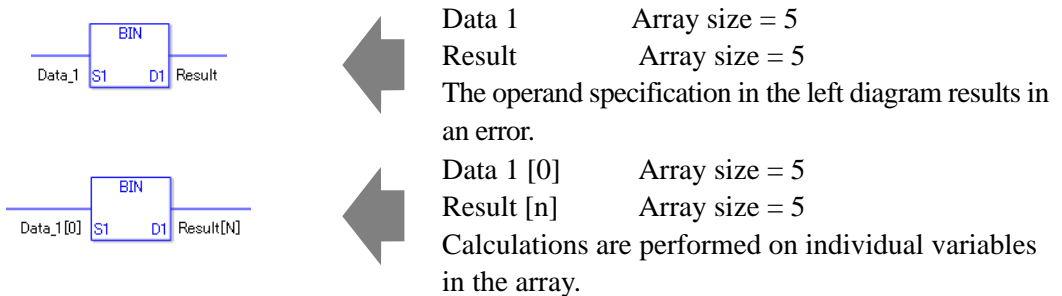 BIN
Data_1 S1 D1 Result
Data 1 Array size = 5
Result Array size = 5
The operand specification in the left diagram results in
an error.
BIN
Data_1[0] S1 D1 Result[N]
Data 1 [0] Array size = 5
Result [n] Array size = 5
Calculations are performed on individual variables
in the array.